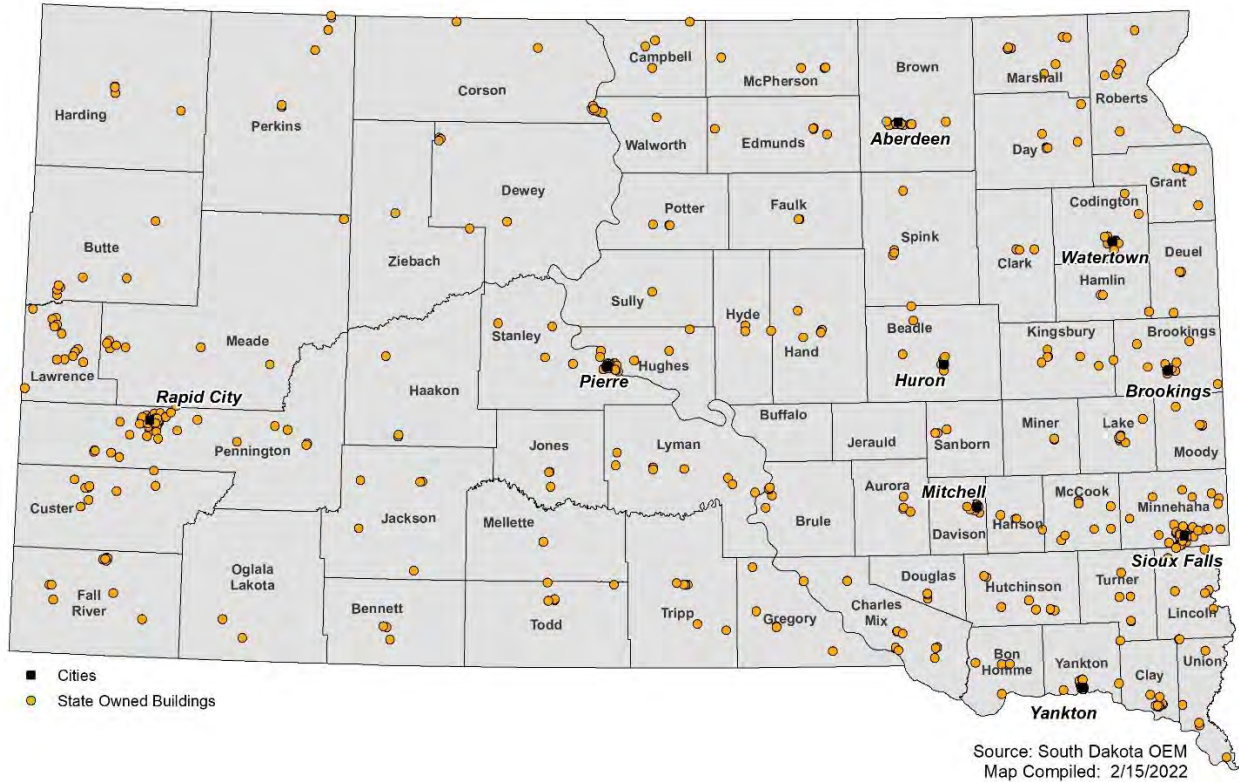 Campbell
McPherson
Brown
Marshall
Roberts
Harding
Perkins
Corson
Walworth
Edmunds
Aberdeen
Day
Grant
Dewey
Potter
Faulk
Spink
Codington
Butte
Ziebach
Clark
Watertown
Deuel
Hamlin
Sully
Hyde
Hand
Beadle
Kingsbury
Brookings
Stanley
Hughes
Meade
Lawrence
Haakon
Pierre
Huron
Brookings
Rapid City
Pennington
Buffalo
Jerauld
Sanborn
Miner
Lake
Moody
Jones
Lyman
Custer
Jackson
Mellette
Brule
Aurora
Mitchell
Davison
Hanson
McCook
Minnehaha
Sioux Falls
Fall
River
Oglala
Lakota
Bennett
Todd
Tripp
Gregory
Charles
Mix
Douglas
Hutchinson
Turner
Lincoln
Bon
Homme
Yankton
Clay
Union
Yankton
Cities
State Owned Buildings
Source: South Dakota OEM
Map Compiled: 2/15/2022